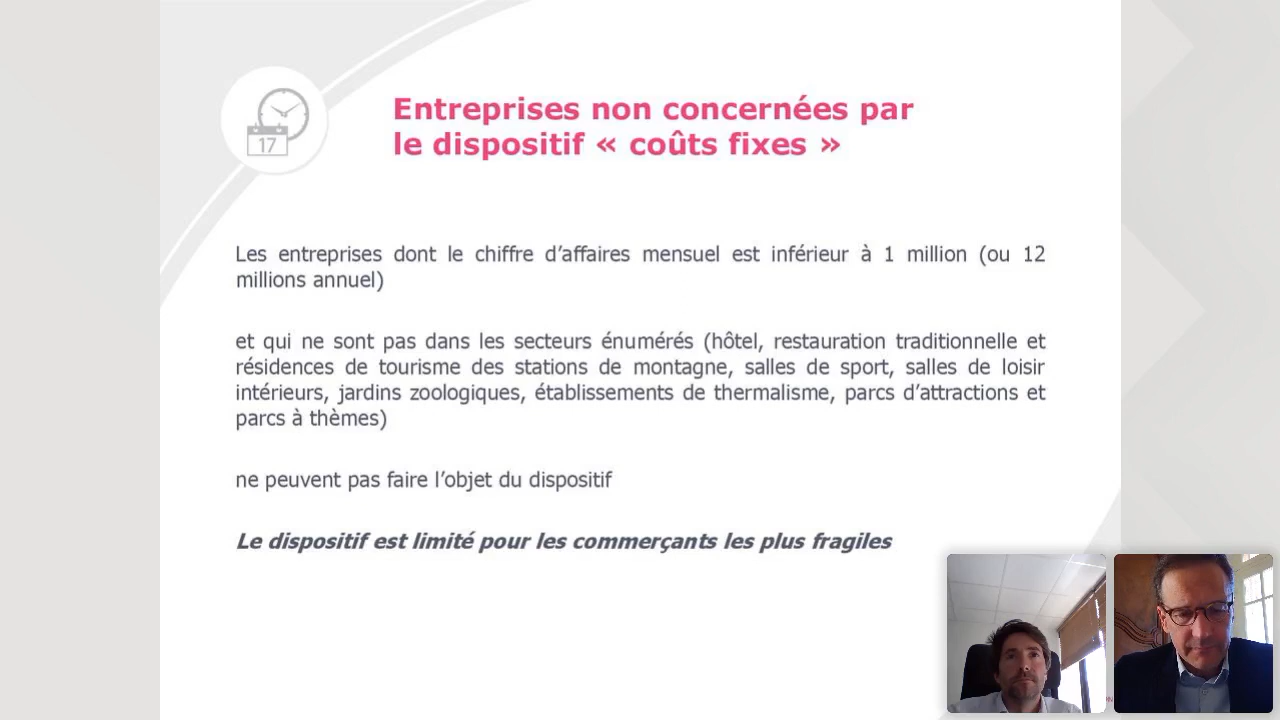 17
Entreprises non concernées par
le dispositif « coûts fixes »
Les entreprises dont le chiffre d’affaires mensuel est inférieur à 1 million (ou 12
millions annuel)
et qui ne sont pas dans les secteurs énumérés (hôtel, restauration traditionnelle et
résidences de tourisme des stations de montagne, salles de sport, salles de loisir
intérieurs, jardins zoologiques, établissements de thermalisme, parcs d’attractions et
parcs à thèmes)
ne peuvent pas faire l’objet du dispositif
Le dispositif est limité pour les commerçants les plus fragiles